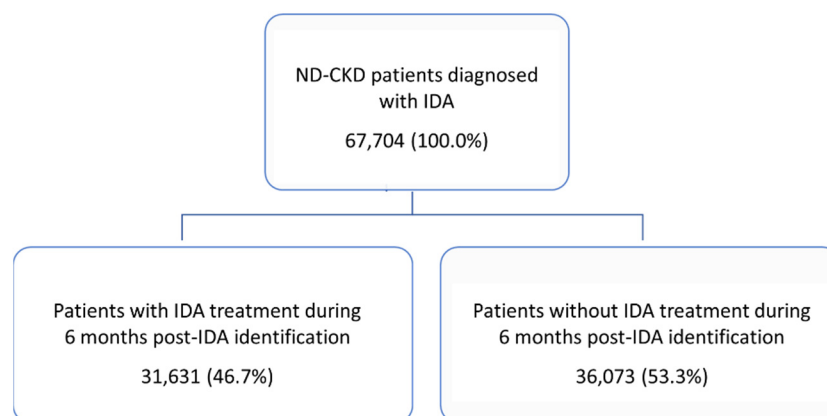 ND-CKD patients diagnosed
with IDA
67,704 (100.0%)
Patients with IDA treatment during
6 months post-IDA identification
31,631 (46.7%)
Patients without IDA treatment during
6 months post-IDA identification
36,073 (53.3%)